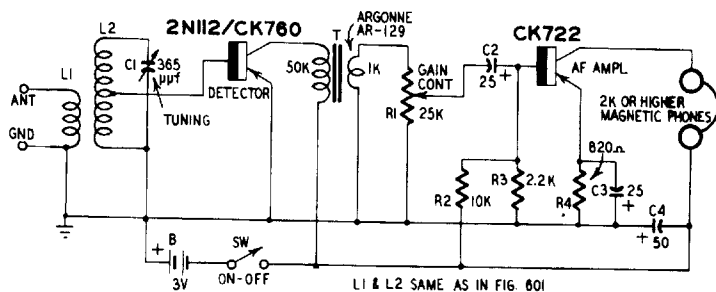 L1
L2
ANT
GND
C1
365
µµf
TUNING
2N112/CK760
DETECTOR
50K
T
ARGONNE
AR-129
1K
GAIN
CONT
R1
25K
C2
25 +
CK722
AF AMPL
2K OR HIGHER
MAGNETIC PHONES
R2
10K
R3
2.2K
820Ω
R4
C3
25
+
C4
+
50
+
B
3V
SW
ON-OFF
L1 & L2 SAME AS IN FIG. 601